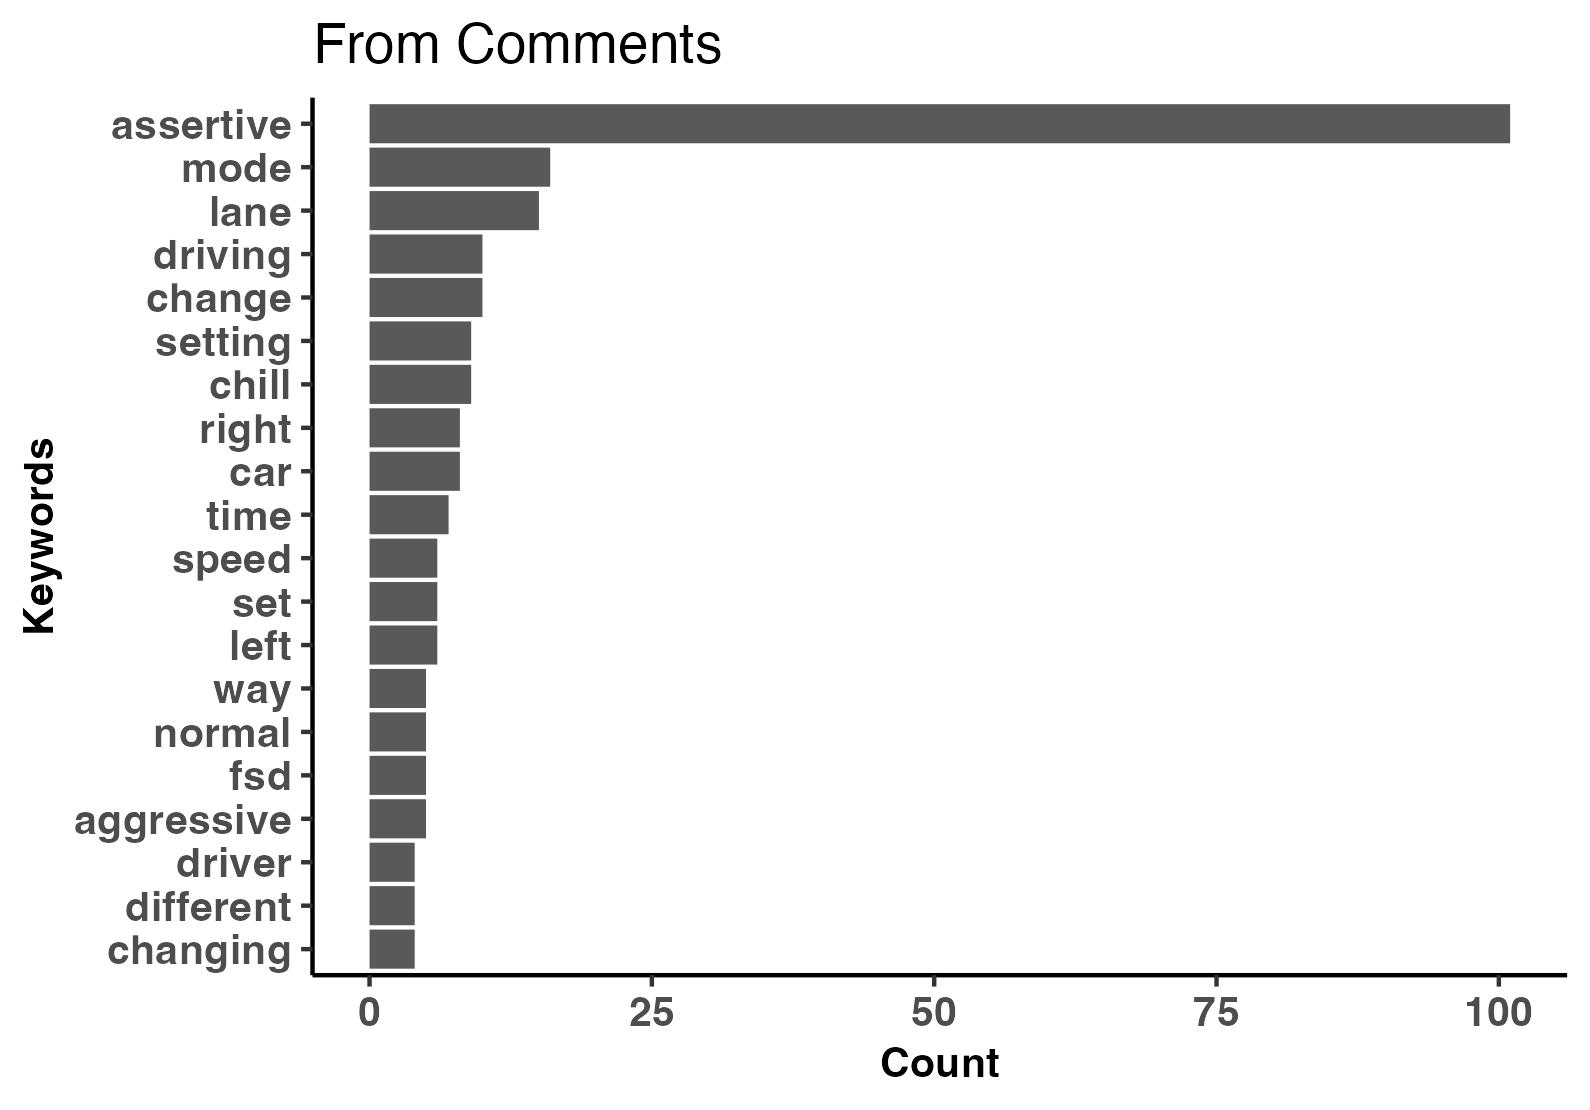 From Comments
Keywords
assertive
mode
lane
driving
change
setting
chill
right
car
time
speed
set
left
way
normal
fsd
aggressive
driver
different
changing
0 25 50 75 100
Count